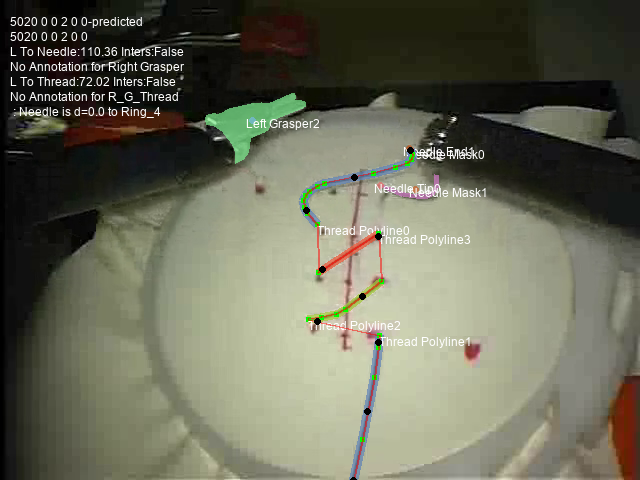 5020 0 0 2 0 0-predicted
5020 0 0 2 0 0
L To Needle:110.36 Inters:False
No Annotation for Right Grasper
L To Thread:72.02 Inters:False
No Annotation for R_G_Thread
: Needle is d=0.0 to Ring_4
Left Grasper2
Needle End1
Needle Mask0
Needle Tip0
Needle Mask1
Thread Polyline0
Thread Polyline3
Thread Polyline2
Thread Polyline1